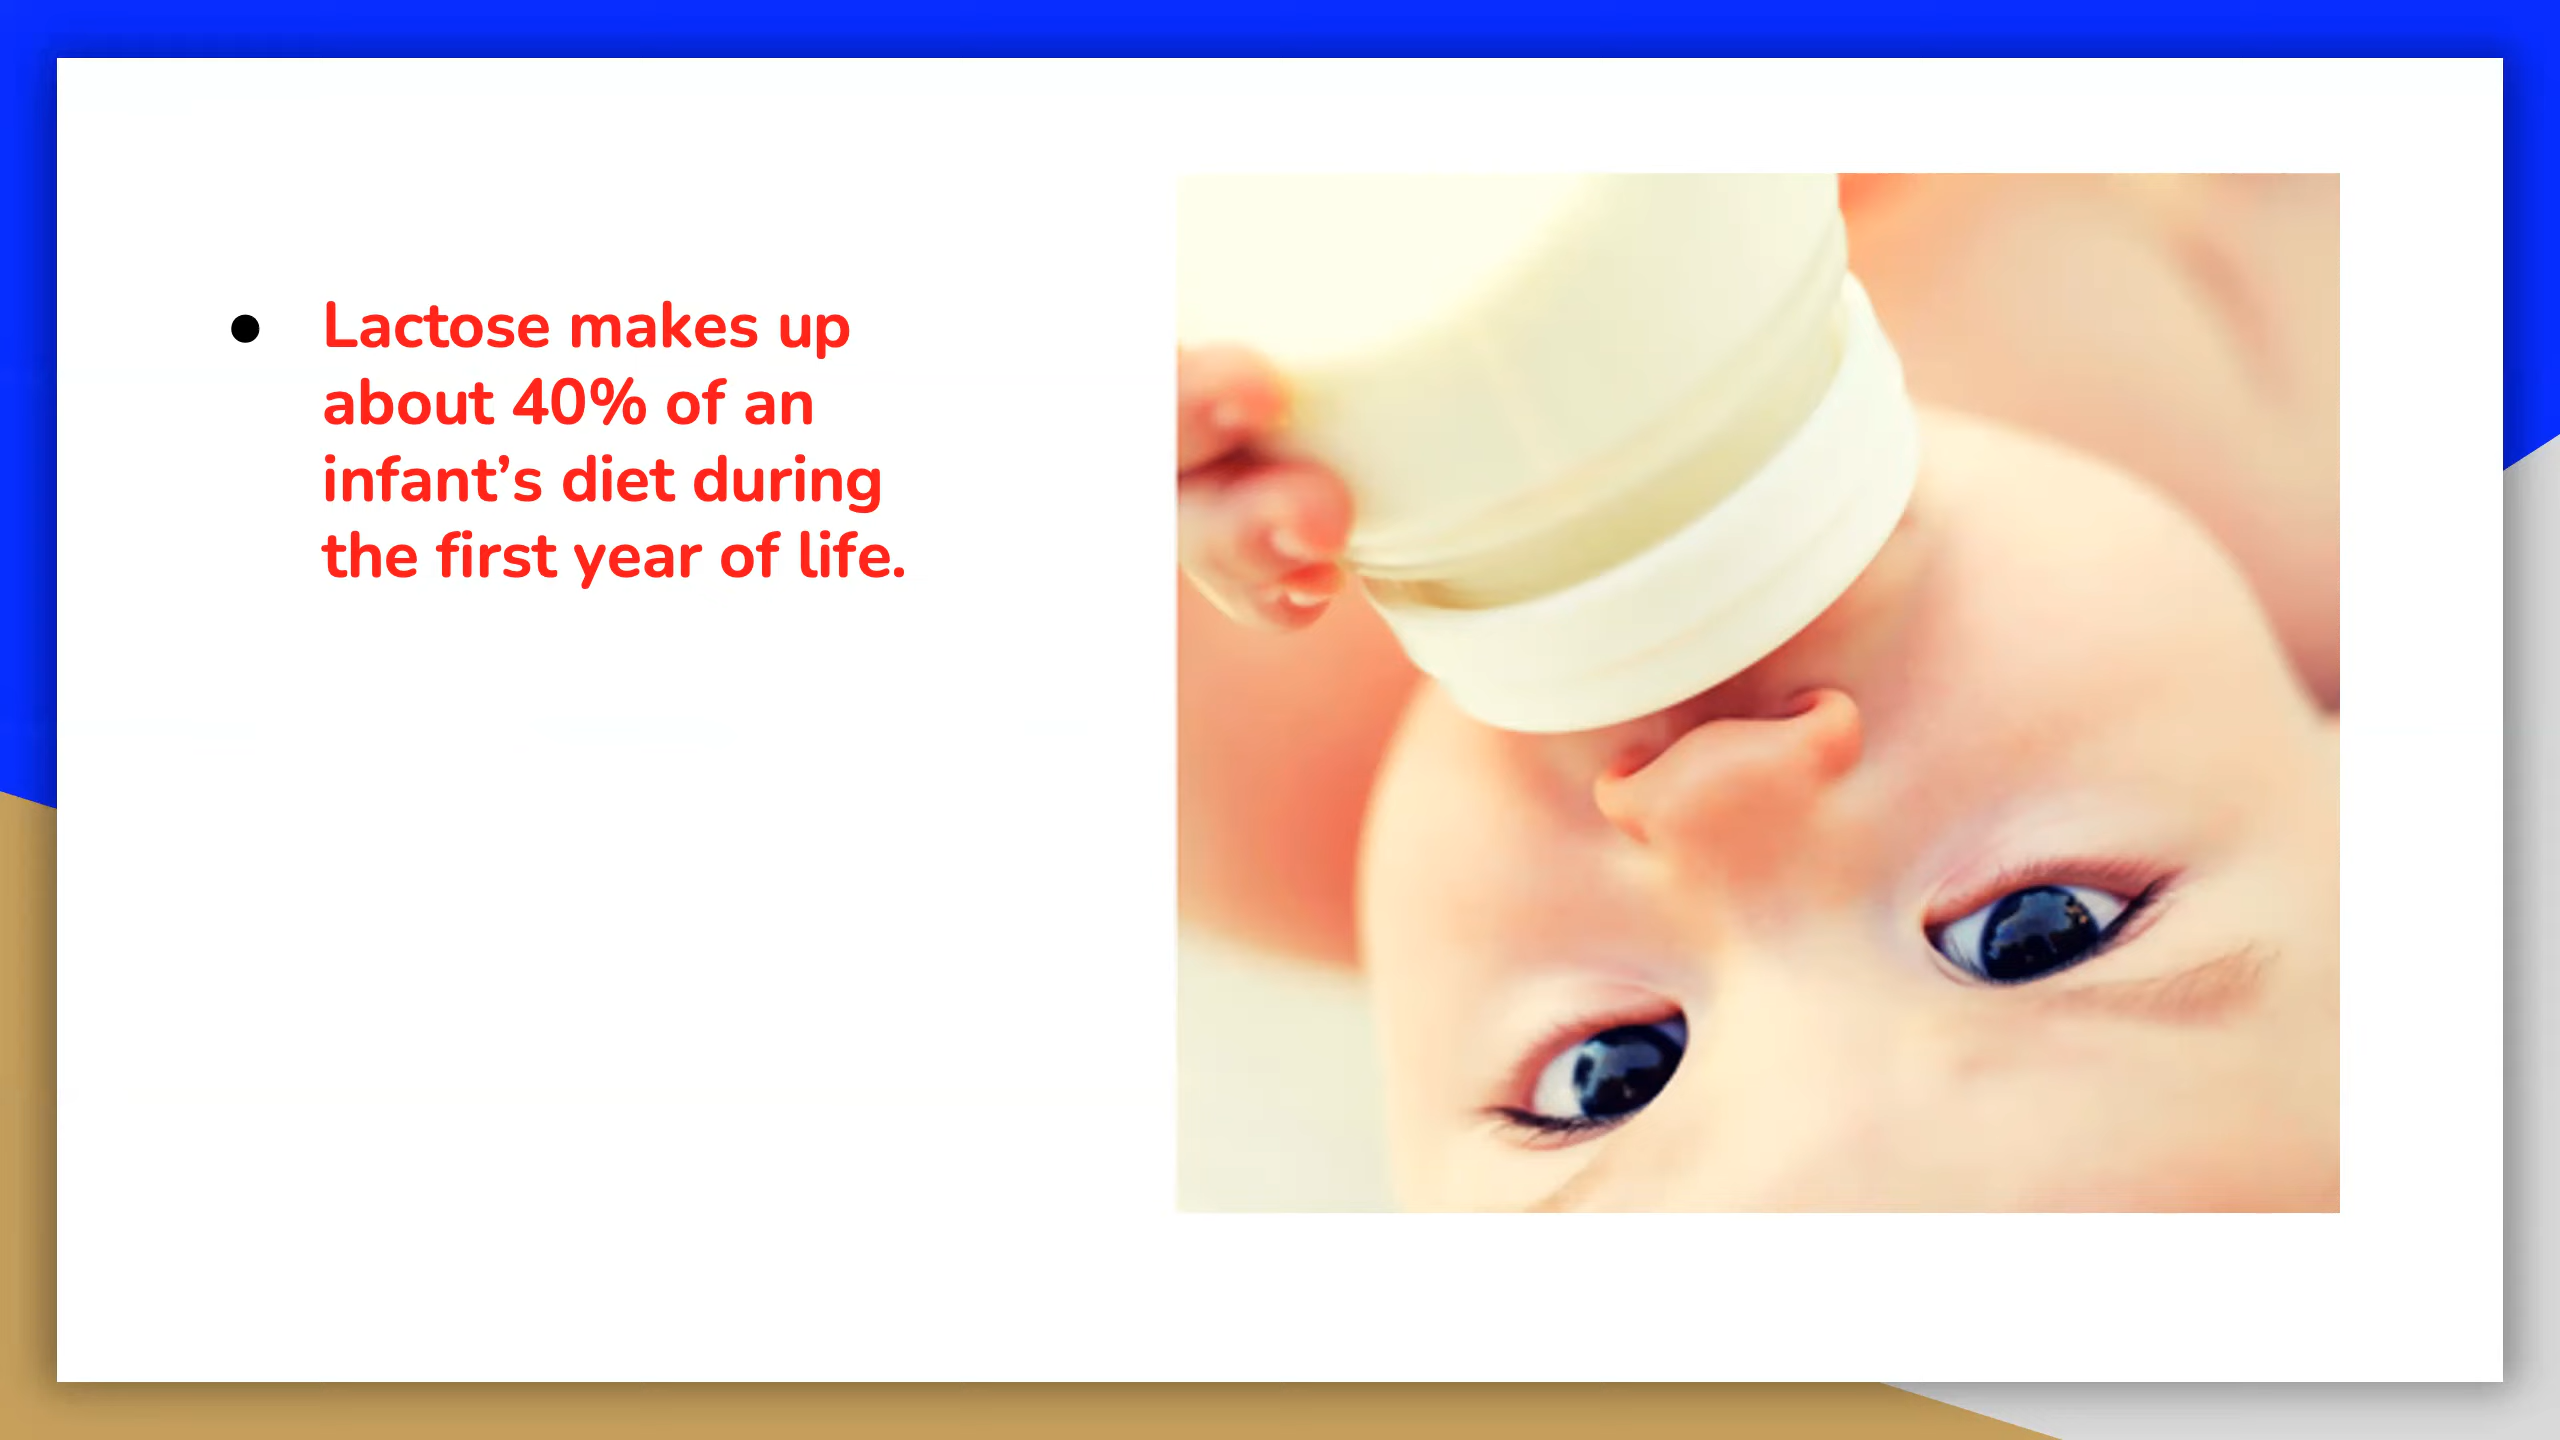 ● Lactose makes up
about 40% of an
infant’s diet during
the first year of life.